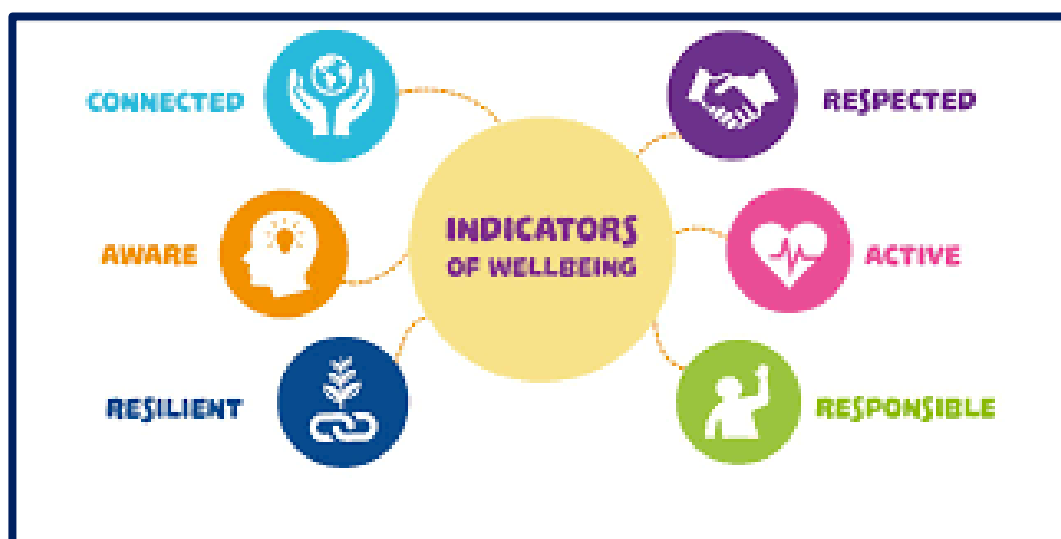 CONNECTED
RESPECTED
INDICATORS
OF WELLBEING
AWARE
ACTIVE
RESILIENT
RESPONSIBLE